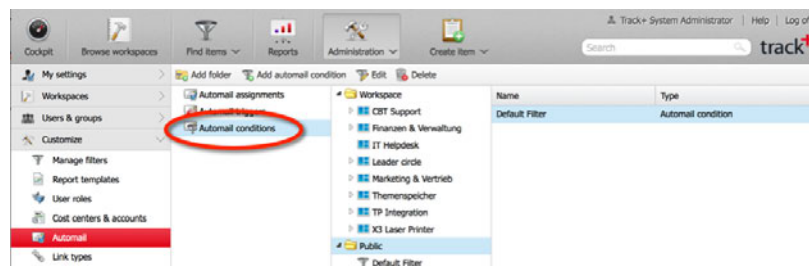 Track+ System Administrator | Help | Log of
Cockpit Browse workspaces Find items Reports Administration Create item
Search
track+
My settings
Workspaces
Users & groups
Customize
Manage filters
Report templates
User roles
Cost centers & accounts
Automail
Link types
Add folder Add automail condition Edit Delete
Automail assignments
Automail triggers
Automail conditions
Workspace
CBT Support
Finanzen & Verwaltung
IT Helpdesk
Leader circle
Marketing & Vertrieb
Themenspeicher
TP Integration
X3 Laser Printer
Public
Default Filter
Name Type
Default Filter Automail condition